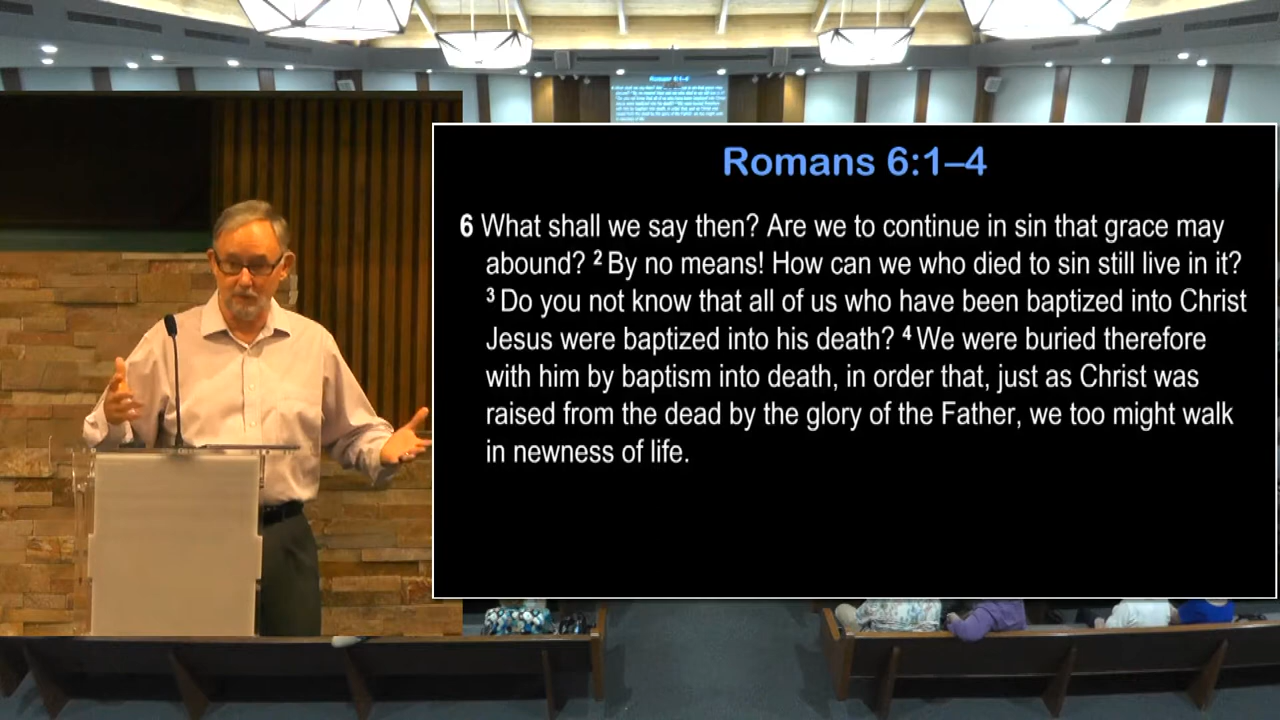 Romans 6:1–4
6 What shall we say then? Are we to continue in sin that grace may
abound? 2 By no means! How can we who died to sin still live in it?
3 Do you not know that all of us who have been baptized into Christ
Jesus were baptized into his death? 4 We were buried therefore
with him by baptism into death, in order that, just as Christ was
raised from the dead by the glory of the Father, we too might walk
in newness of life.
Romans 6:1-4